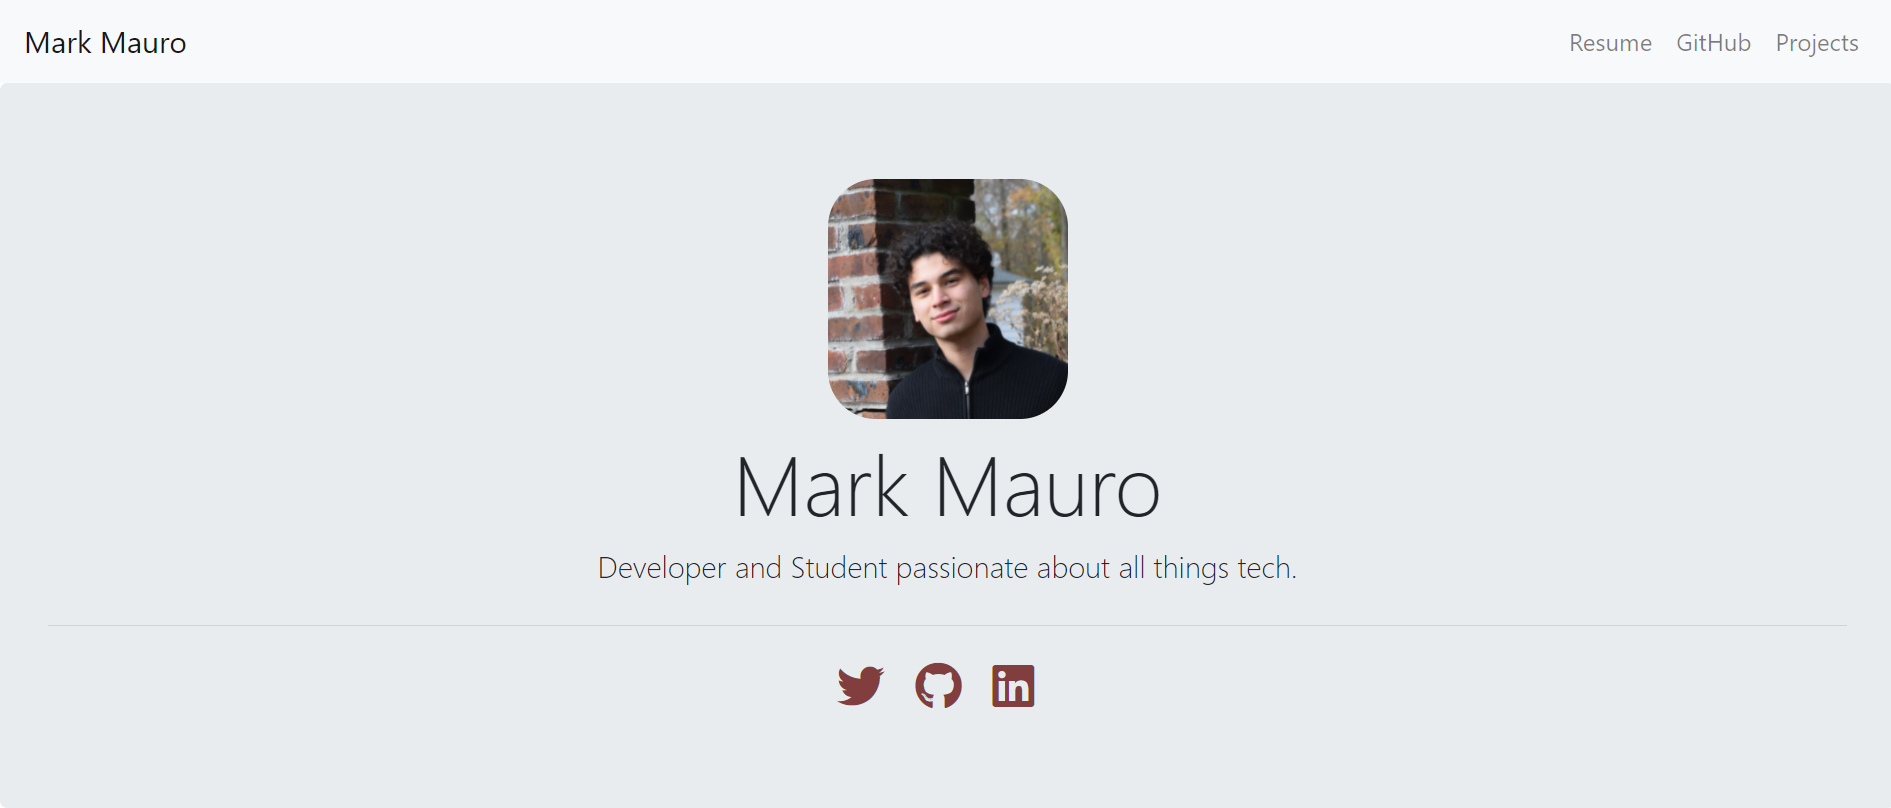 Mark Mauro
Resume GitHub Projects
Mark Mauro
Developer and Student passionate about all things tech.
in